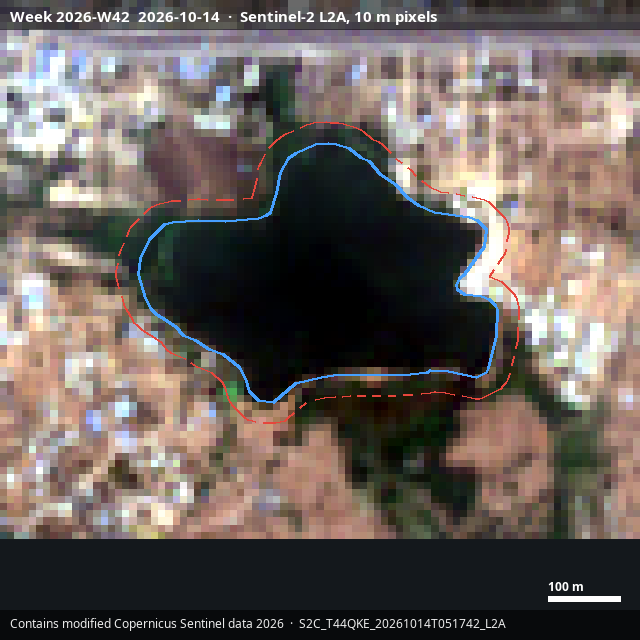 Week 2026-W42  2026-10-14  ·  Sentinel-2 L2A, 10 m pixels
100 m
Contains modified Copernicus Sentinel data 2026  ·  S2C_T44QKE_20261014T051742_L2A